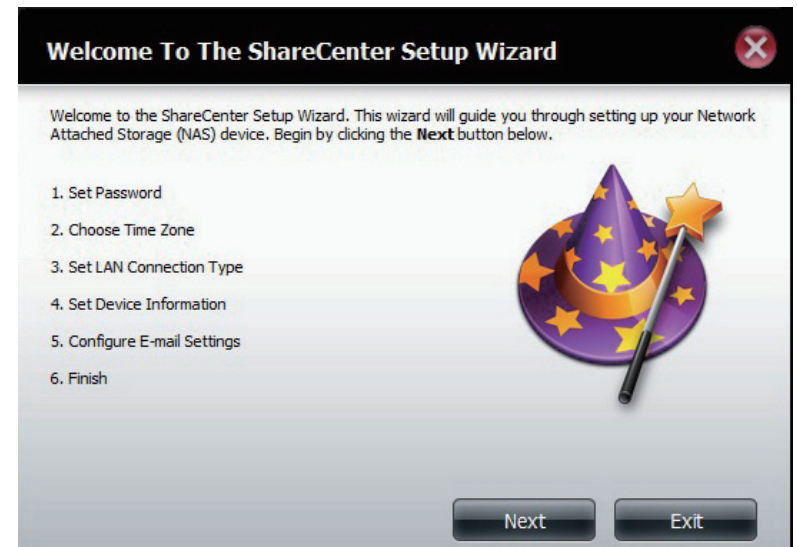 Welcome To The ShareCenter Setup Wizard
Welcome to the ShareCenter Setup Wizard. This wizard will guide you through setting up your Network
Attached Storage (NAS) device. Begin by clicking the Next button below.
1. Set Password
2. Choose Time Zone
3. Set LAN Connection Type
4. Set Device Information
5. Configure E-mail Settings
6. Finish
Next
Exit